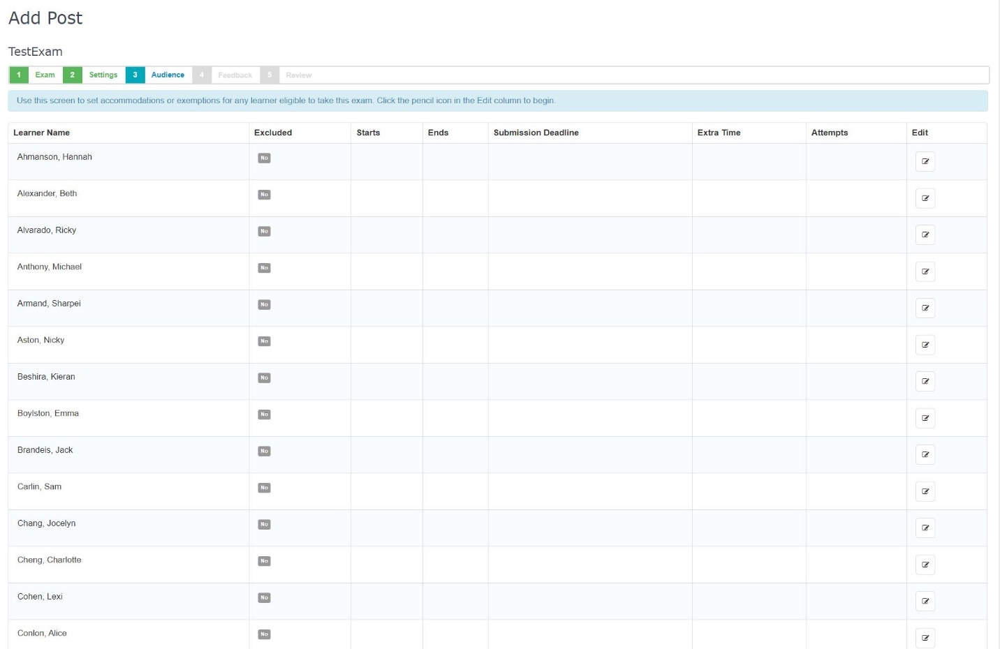 Add Post
TestExam
1 Exam 2 Settings 3 Audience 4 Feedback 5 Review
Use this screen to set accommodations or exemptions for any learner eligible to take this exam. Click the pencil icon in the Edit column to begin.
Learner Name Excluded Starts Ends Submission Deadline Extra Time Attempts Edit
Ahmanson, Hannah No
Alexander, Beth No
Alvarado, Ricky No
Anthony, Michael No
Armand, Sharpei No
Aston, Nicky No
Beshira, Kieran No
Boylston, Emma No
Brandeis, Jack No
Carlin, Sam No
Chang, Jocelyn No
Cheng, Charlotte No
Cohen, Lexi No
Conlon, Alice No